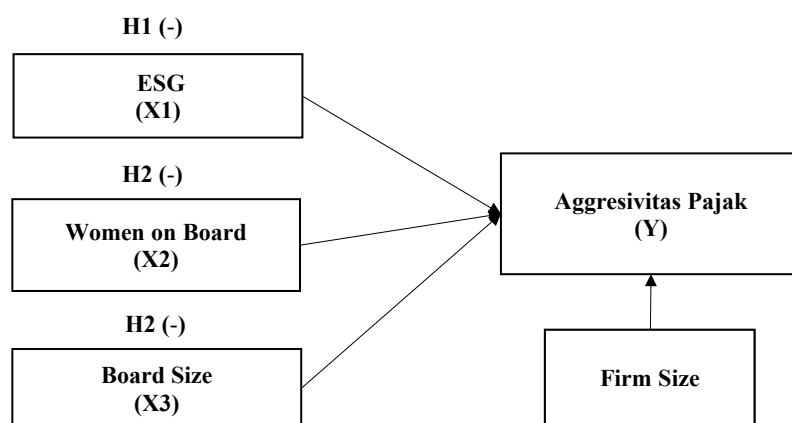 H1 (-)
ESG
(X1)
H2 (-)
Women on Board
(X2)
H2 (-)
Board Size
(X3)
Aggresivitas Pajak
(Y)
Firm Size